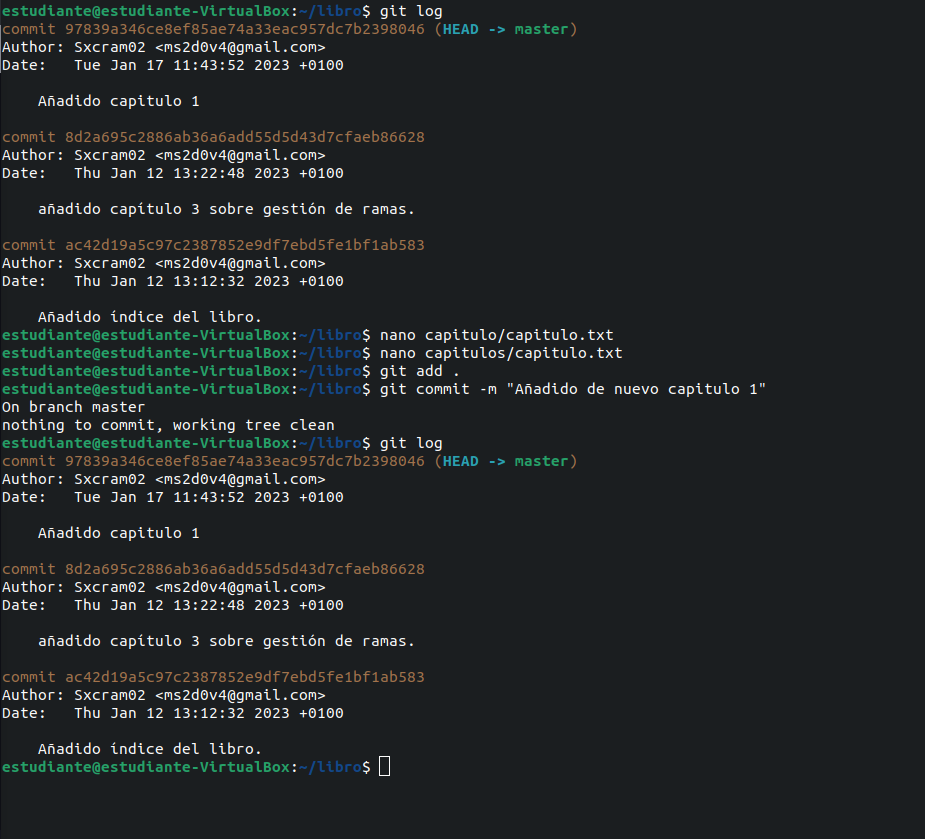 estudiante@estudiante-VirtualBox:~/libro$ git log
commit 97839a346ce8ef85ae74a33eac957dc7b2398046 (HEAD -> master)
Author: Sxcram02 <ms2d0v4@gmail.com>
Date:   Tue Jan 17 11:43:52 2023 +0100
    Añadido capitulo 1
commit 8d2a695c2886ab36a6add55d5d43d7cfaeb86628
Author: Sxcram02 <ms2d0v4@gmail.com>
Date:   Thu Jan 12 13:22:48 2023 +0100
    añadido capítulo 3 sobre gestión de ramas.
commit ac42d19a5c97c2387852e9df7ebd5fe1bf1ab583
Author: Sxcram02 <ms2d0v4@gmail.com>
Date:   Thu Jan 12 13:12:32 2023 +0100
    Añadido índice del libro.
estudiante@estudiante-VirtualBox:~/libro$ nano capitulo/capitulo.txt
estudiante@estudiante-VirtualBox:~/libro$ nano capitulos/capitulo.txt
estudiante@estudiante-VirtualBox:~/libro$ git add .
estudiante@estudiante-VirtualBox:~/libro$ git commit -m "Añadido de nuevo capitulo 1"
On branch master
nothing to commit, working tree clean
estudiante@estudiante-VirtualBox:~/libro$ git log
commit 97839a346ce8ef85ae74a33eac957dc7b2398046 (HEAD -> master)
Author: Sxcram02 <ms2d0v4@gmail.com>
Date:   Tue Jan 17 11:43:52 2023 +0100
    Añadido capitulo 1
commit 8d2a695c2886ab36a6add55d5d43d7cfaeb86628
Author: Sxcram02 <ms2d0v4@gmail.com>
Date:   Thu Jan 12 13:22:48 2023 +0100
    añadido capítulo 3 sobre gestión de ramas.
commit ac42d19a5c97c2387852e9df7ebd5fe1bf1ab583
Author: Sxcram02 <ms2d0v4@gmail.com>
Date:   Thu Jan 12 13:12:32 2023 +0100
    Añadido índice del libro.
estudiante@estudiante-VirtualBox:~/libro$